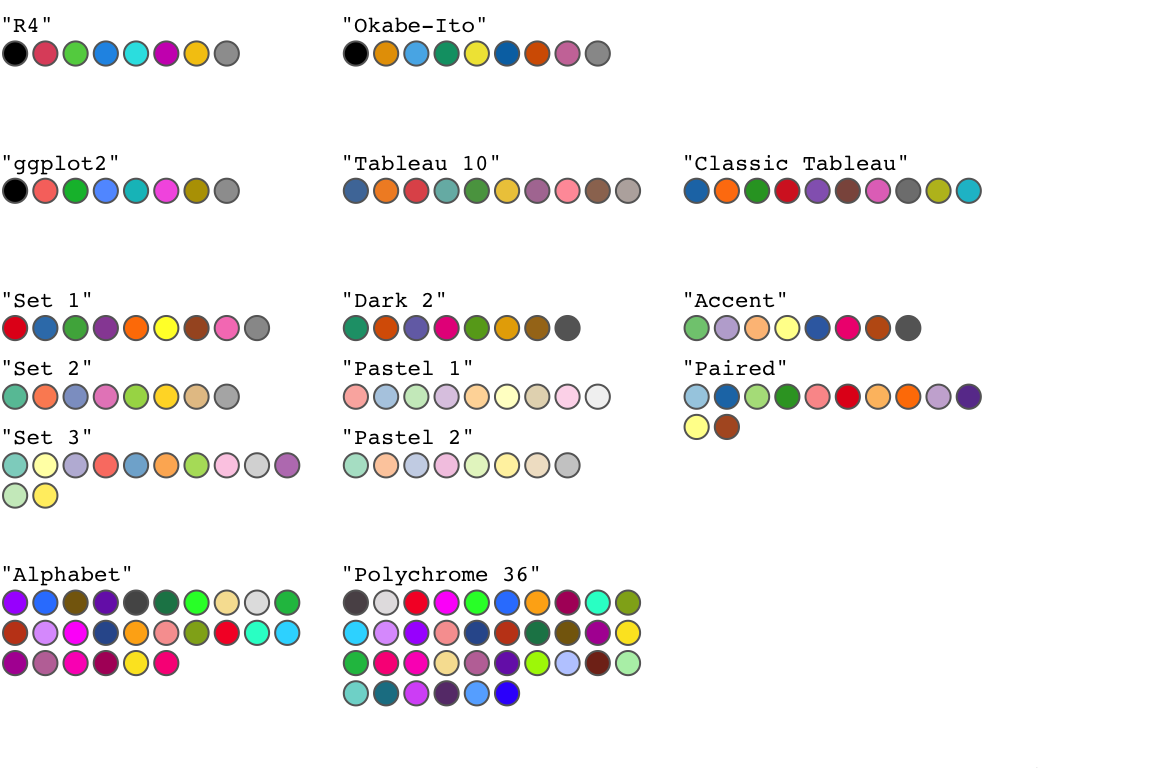 "R4"
"Okabe-Ito"
"ggplot2"
"Tableau 10"
"Classic Tableau"
"Set 1"
"Dark 2"
"Accent"
"Set 2"
"Pastel 1"
"Paired"
"Set 3"
"Pastel 2"
"Alphabet"
"Polychrome 36"